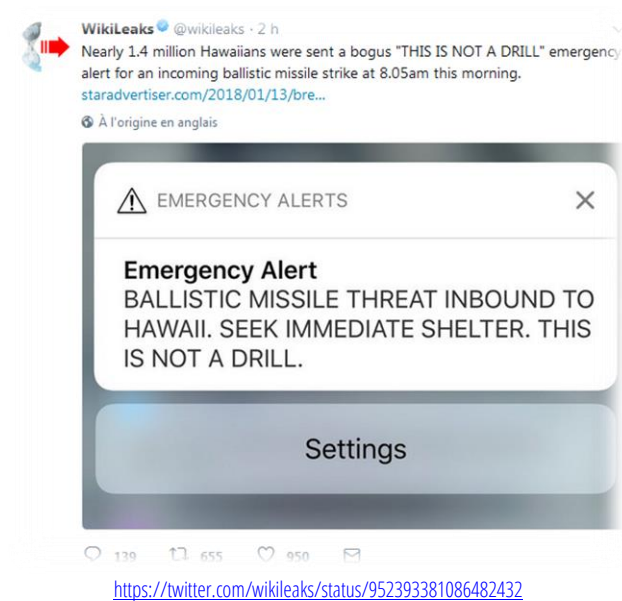 WikiLeaks @wikileaks · 2 h
Nearly 1.4 million Hawaiians were sent a bogus "THIS IS NOT A DRILL" emergency
alert for an incoming ballistic missile strike at 8.05am this morning.
staradvertiser.com/2018/01/13/bre...
À l'origine en anglais
EMERGENCY ALERTS
Emergency Alert
BALLISTIC MISSILE THREAT INBOUND TO
HAWAII. SEEK IMMEDIATE SHELTER. THIS
IS NOT A DRILL.
Settings
139 655 950
https://twitter.com/wikileaks/status/952393381086482432